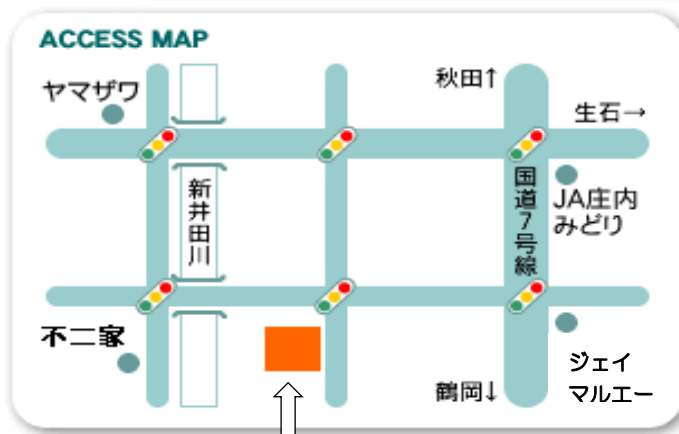 ACCESS MAP
ヤマザワ
秋田↑
生石→
新井田川
国道7号線
JA庄内
みどり
不二家
ジェイ
マルエー
鶴岡↓